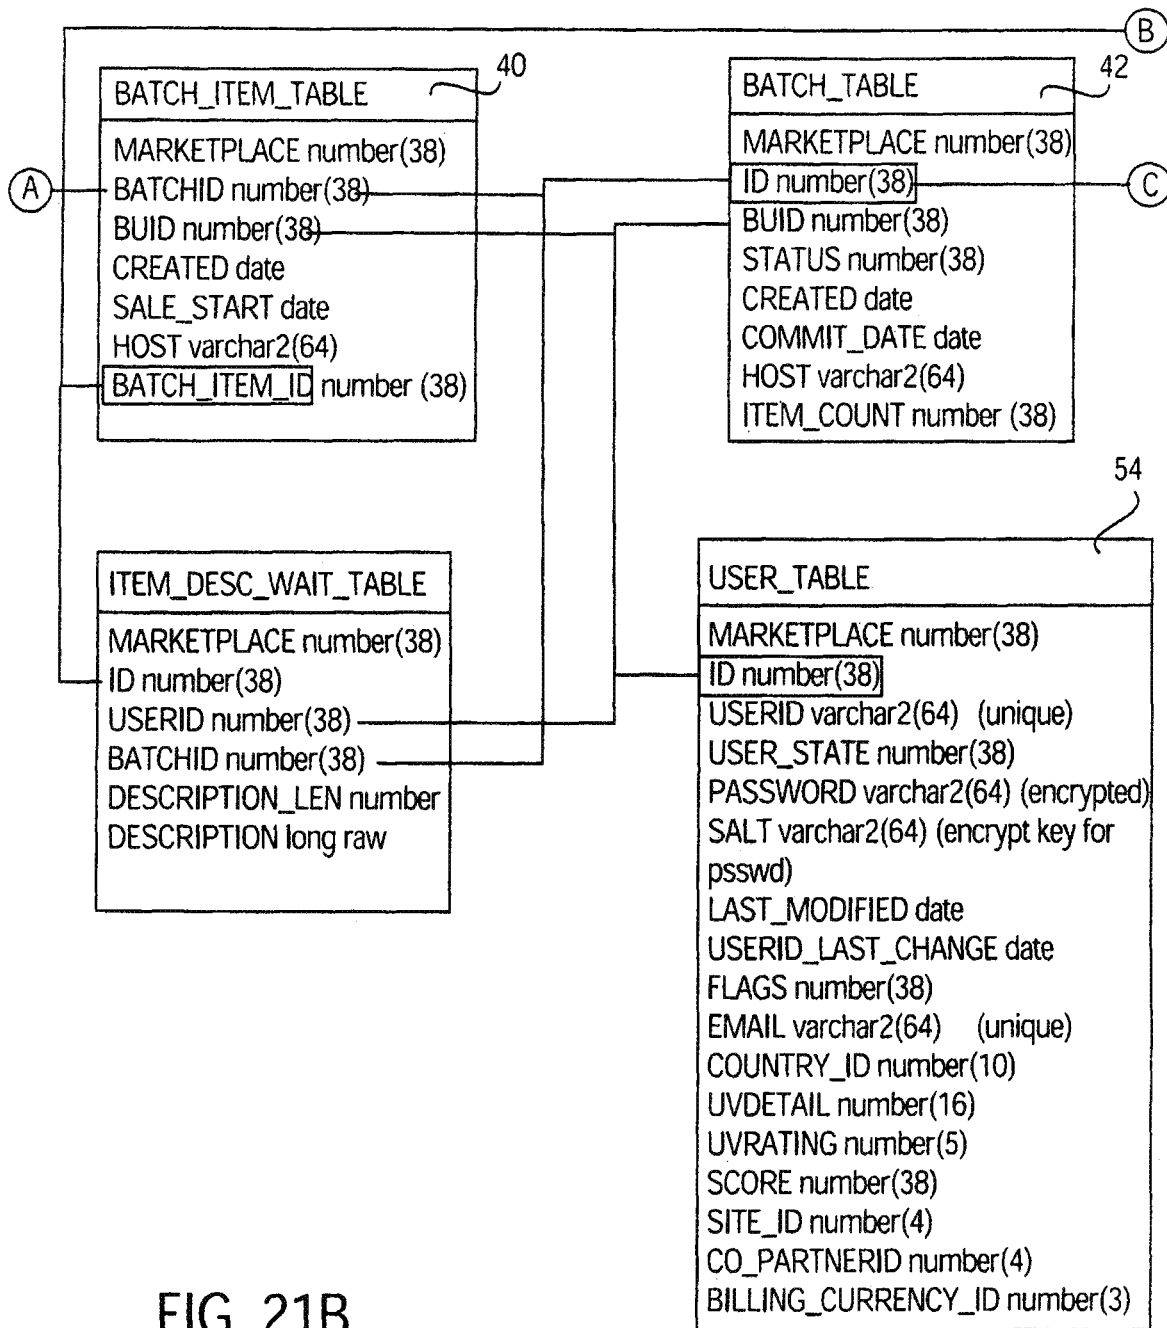 B
40
BATCH_ITEM_TABLE
MARKETPLACE number(38)
A
BATCHID number(38)
BUID number(38)
CREATED date
SALE_START date
HOST varchar2(64)
BATCH_ITEM_ID number (38)
42
BATCH_TABLE
MARKETPLACE number(38)
ID number(38)
C
BUID number(38)
STATUS number(38)
CREATED date
COMMIT_DATE date
HOST varchar2(64)
ITEM_COUNT number (38)
ITEM_DESC_WAIT_TABLE
MARKETPLACE number(38)
ID number(38)
USERID number(38)
BATCHID number(38)
DESCRIPTION_LEN number
DESCRIPTION long raw
54
USER_TABLE
MARKETPLACE number(38)
ID number(38)
USERID varchar2(64) (unique)
USER_STATE number(38)
PASSWORD varchar2(64) (encrypted)
SALT varchar2(64) (encrypt key for
psswd)
LAST_MODIFIED date
USERID_LAST_CHANGE date
FLAGS number(38)
EMAIL varchar2(64) (unique)
COUNTRY_ID number(10)
UVDETAIL number(16)
UVRATING number(5)
SCORE number(38)
SITE_ID number(4)
CO_PARTNERID number(4)
BILLING_CURRENCY_ID number(3)
FIG. 21B